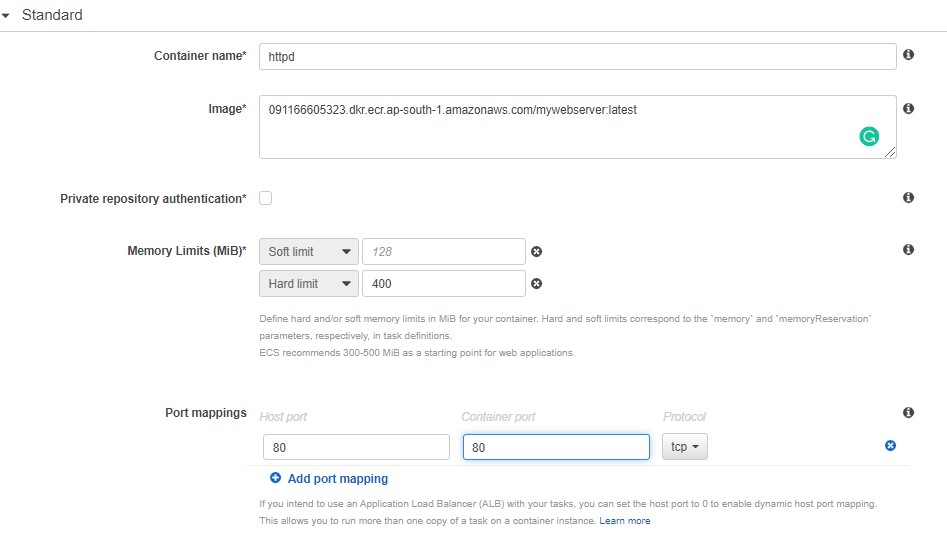 Standard
Container name*
httpd
Image*
091166605323.dkr.ecr.ap-south-1.amazonaws.com/mywebserver:latest
Private repository authentication*
Memory Limits (MiB)*
Soft limit
128
Hard limit
400
Define hard and/or soft memory limits in MiB for your container. Hard and soft limits correspond to the `memory` and `memoryReservation`
parameters, respectively, in task definitions.
ECS recommends 300-500 MiB as a starting point for web applications.
Port mappings
Host port Container port Protocol
80 80 tcp
Add port mapping
If you intend to use an Application Load Balancer (ALB) with your tasks, you can set the host port to 0 to enable dynamic host port mapping.
This allows you to run more than one copy of a task on a container instance. Learn more